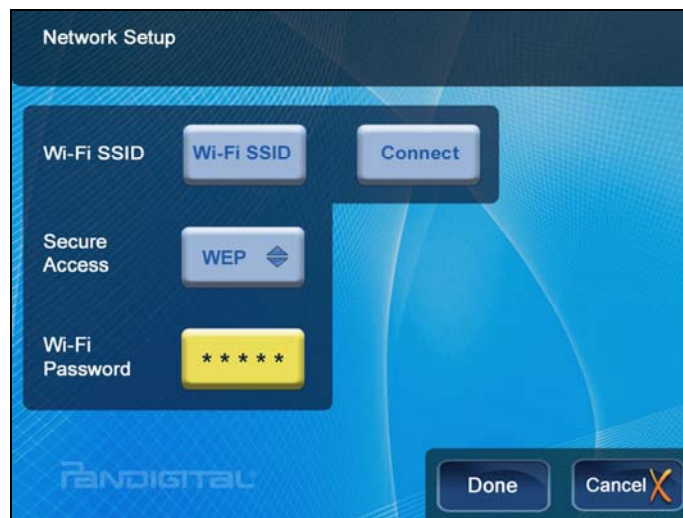 Network Setup
Wi-Fi SSID Wi-Fi SSID Connect
Secure
Access
WEP
Wi-Fi
Password
* * * * *
PANDIGITAL
Done Cancel